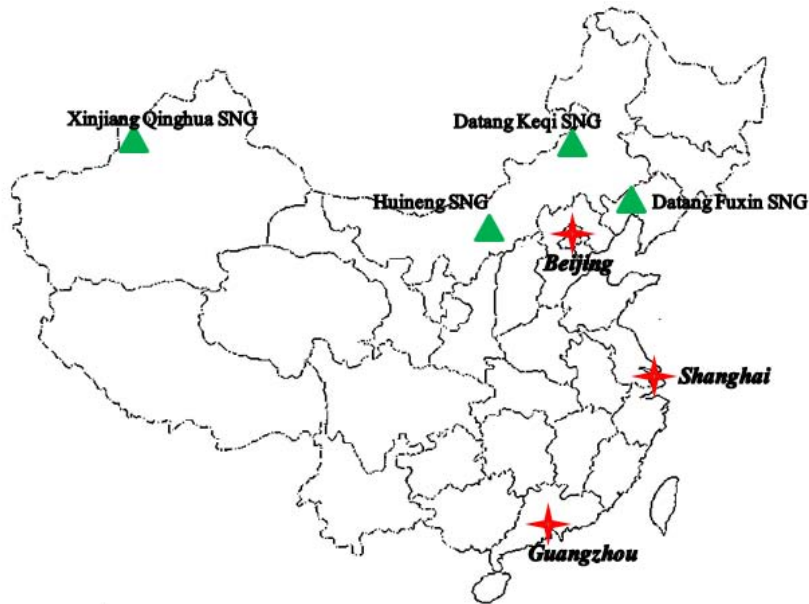 Xinjiang Qinghua SNG
Datang Keqi SNG
Huineng SNG
Datang Fuxin SNG
Beijing
Shanghai
Guangzhou